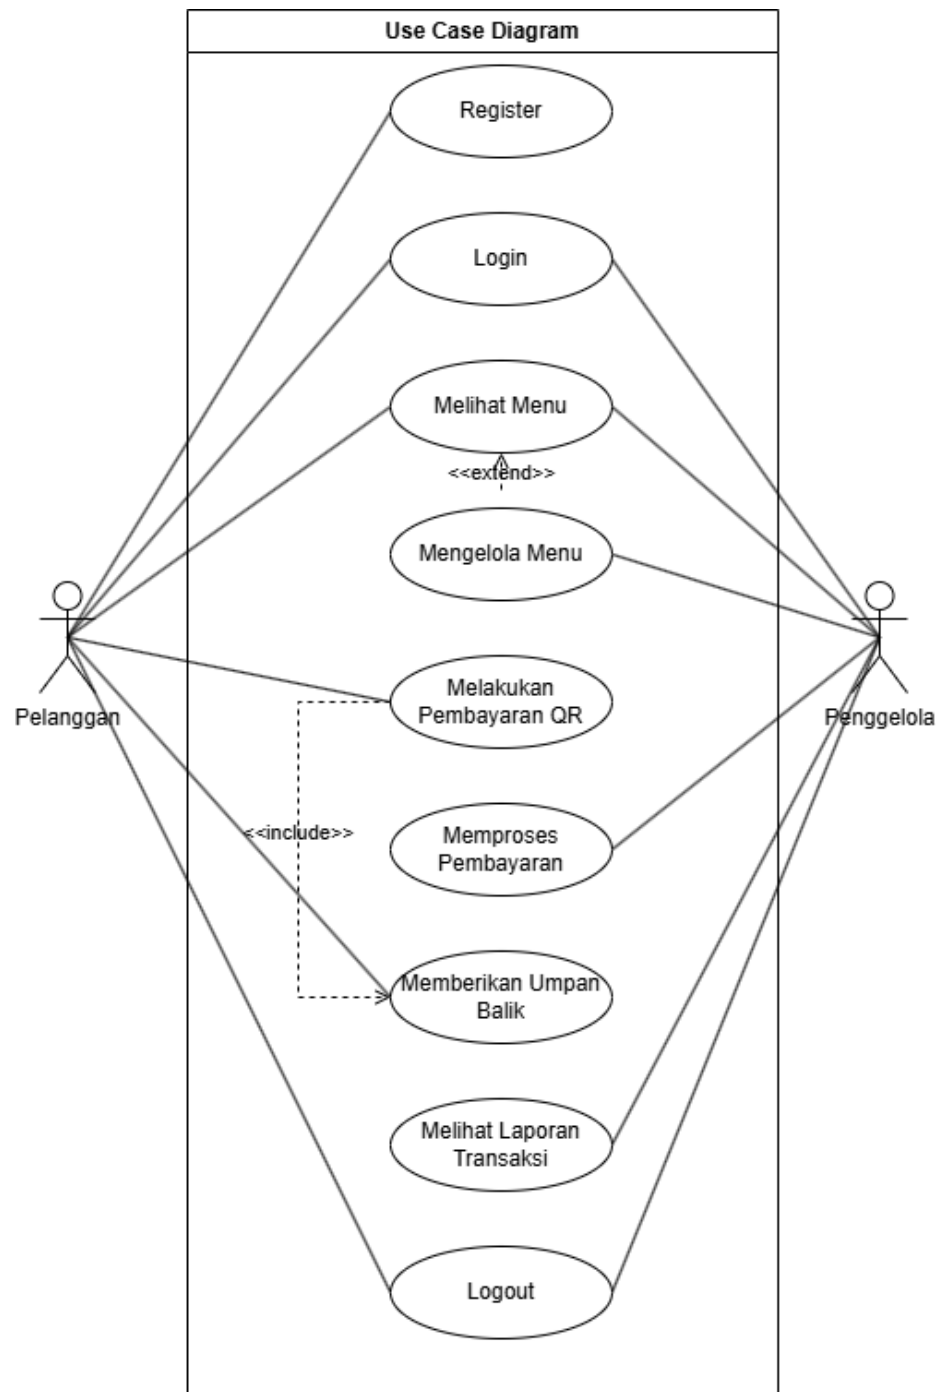 Use Case Diagram
Register
Login
Melihat Menu
<<extend>>
Mengelola Menu
Pelanggan
Penggelola
Melakukan
Pembayaran QR
<<include>>
Memproses
Pembayaran
Memberikan Umpan
Balik
Melihat Laporan
Transaksi
Logout